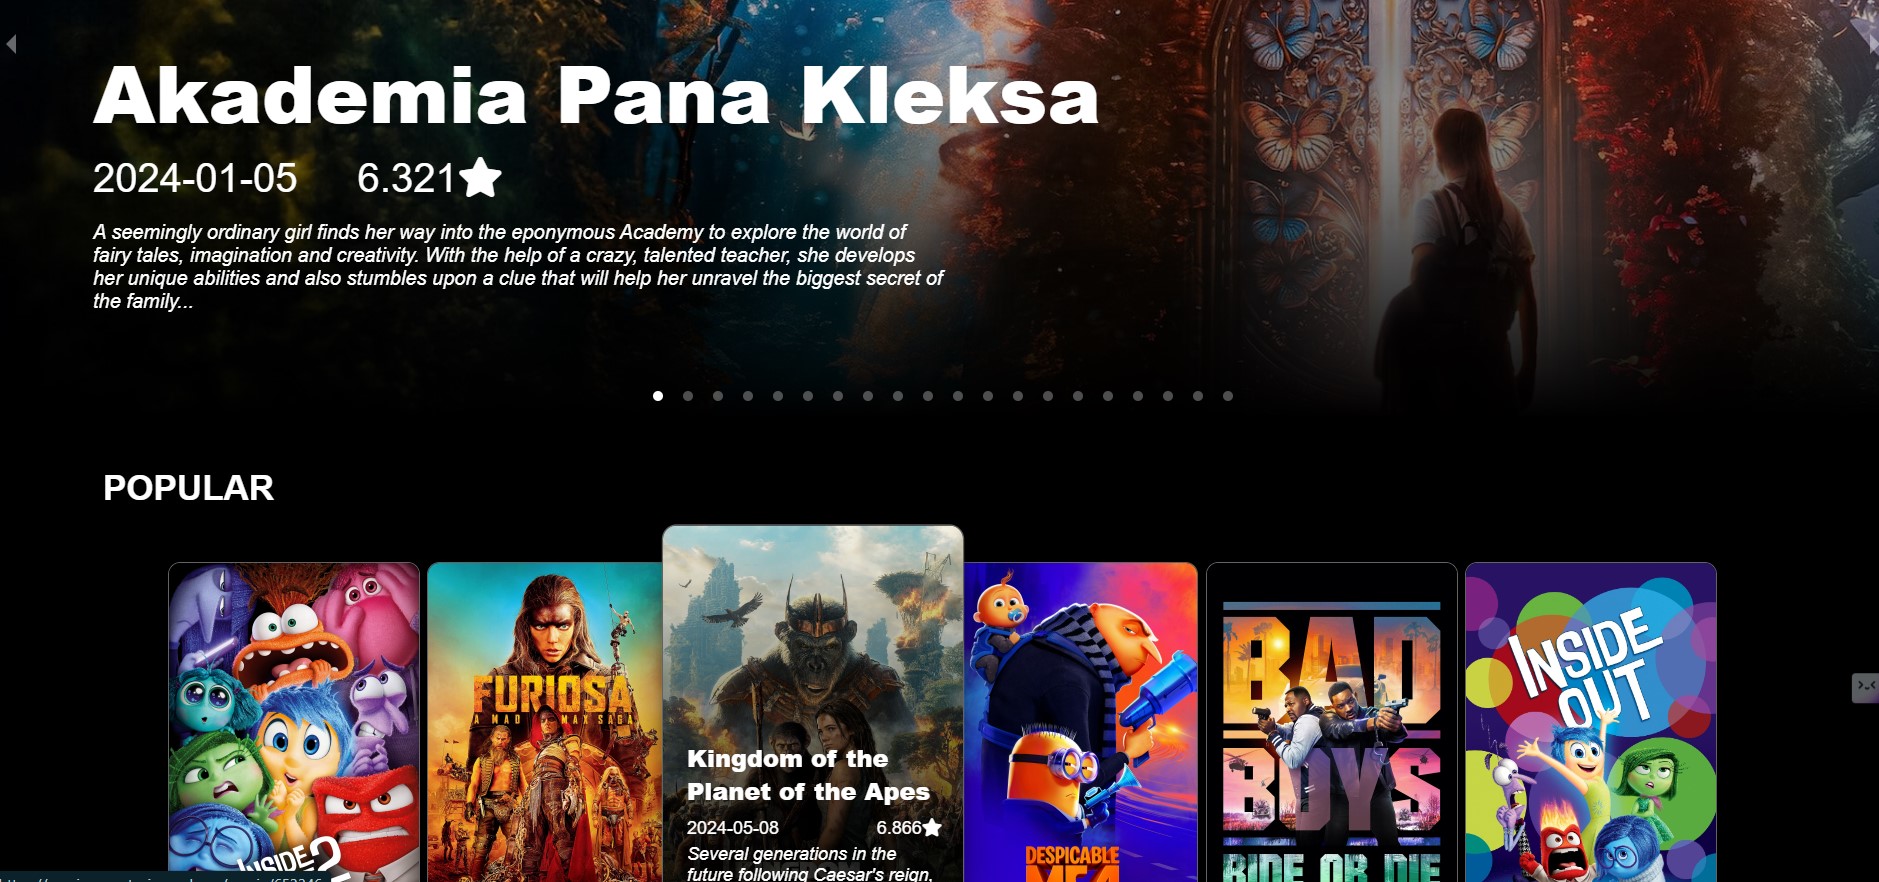 Akademia Pana Kleksa
2024-01-05 6.321
A seemingly ordinary girl finds her way into the eponymous Academy to explore the world of
fairy tales, imagination and creativity. With the help of a crazy, talented teacher, she develops
her unique abilities and also stumbles upon a clue that will help her unravel the biggest secret of
the family...
POPULAR
INSIDE 2
FURIOSA
A MAD MAX SAGA
Kingdom of the
Planet of the Apes
2024-05-08 6.866
Several generations in the
future following Caesar's reign,
DESPICABLE
ME 4
BAD
BOYS
RIDE OR DIE
INSIDE
OUT